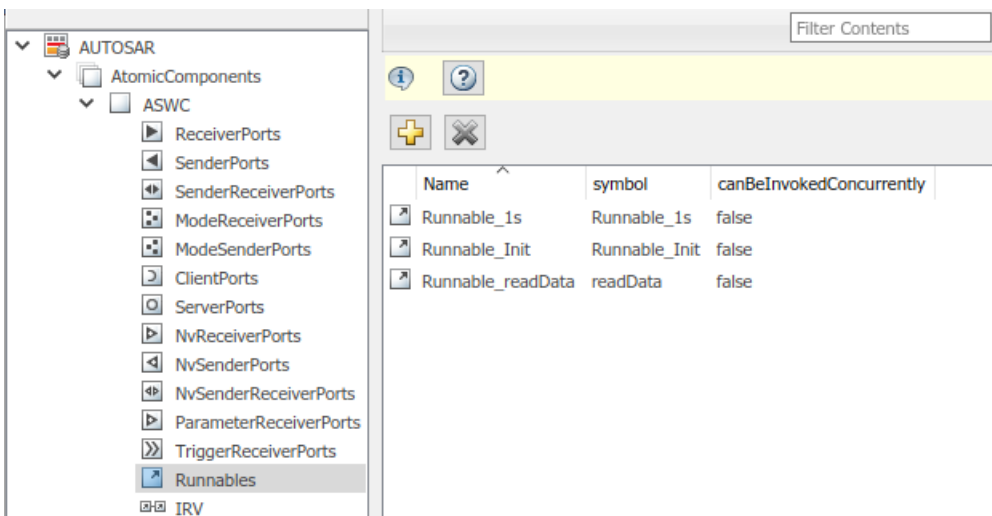 Filter Contents
AUTOSAR
AtomicComponents
ASWC
ReceiverPorts
SenderPorts
SenderReceiverPorts
ModeReceiverPorts
ModeSenderPorts
ClientPorts
ServerPorts
NvReceiverPorts
NvSenderPorts
NvSenderReceiverPorts
ParameterReceiverPorts
TriggerReceiverPorts
Runnables
IRV
Name symbol canBeInvokedConcurrently
Runnable_1s Runnable_1s false
Runnable_Init Runnable_Init false
Runnable_readData readData false